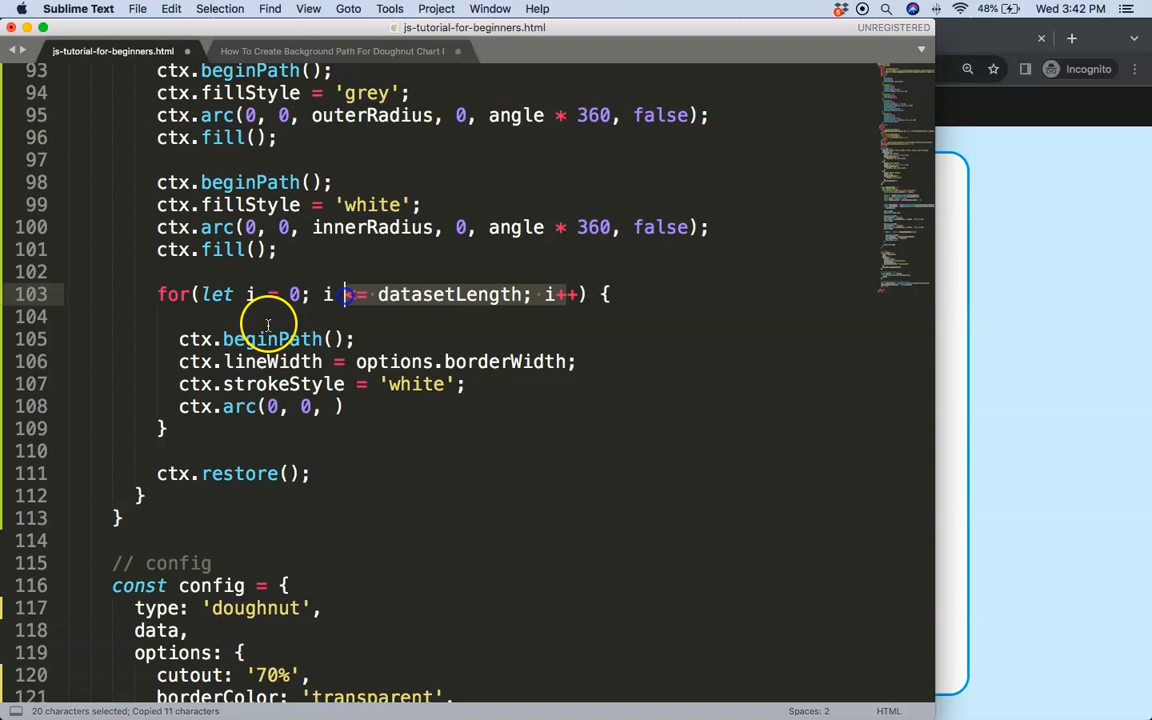 Sublime Text File Edit Selection Find View Goto Tools Project Window Help 48% Wed 3:42 PM
js-tutorial-for-beginners.html UNREGISTERED
js-tutorial-for-beginners.html How To Create Background Path For Doughnut Chart I
Incognito
93 ctx.beginPath();
94 ctx.fillStyle = 'grey';
95 ctx.arc(0, 0, outerRadius, 0, angle * 360, false);
96 ctx.fill();
97
98 ctx.beginPath();
99 ctx.fillStyle = 'white';
100 ctx.arc(0, 0, innerRadius, 0, angle * 360, false);
101 ctx.fill();
102
103 for(let i = 0; i <= datasetLength; i++) {
104
105 ctx.beginPath();
106 ctx.lineWidth = options.borderWidth;
107 ctx.strokeStyle = 'white';
108 ctx.arc(0, 0, )
109 }
110
111 ctx.restore();
112 }
113 }
114
115 // config
116 const config = {
117 type: 'doughnut',
118 data,
119 options: {
120 cutout: '70%',
121 borderColor: 'transparent',
20 characters selected; Copied 11 characters Spaces: 2 HTML